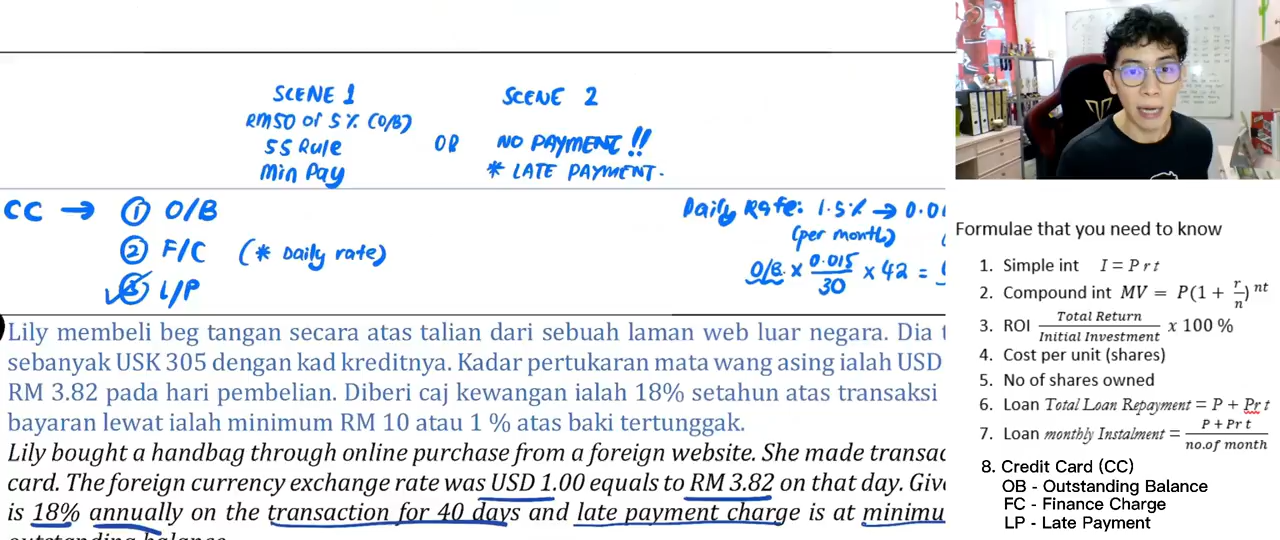 SCENE 1
RM50 or 5% (O/B)
55 Rule
Min Pay
OR
SCENE 2
NO PAYMENT !!
* LATE PAYMENT.
CC → ① O/B
② F/C (* Daily rate)
③ L/P
Daily Rate: 1.5% →
(per month)
O/B × 0.015/30 × 42 =
Lily membeli beg tangan secara atas talian dari sebuah laman web luar negara. Dia
sebanyak USK 305 dengan kad kreditnya. Kadar pertukaran mata wang asing ialah USD
RM 3.82 pada hari pembelian. Diberi caj kewangan ialah 18% setahun atas transaksi
bayaran lewat ialah minimum RM 10 atau 1 % atas baki tertunggak.
Lily bought a handbag through online purchase from a foreign website. She made
card. The foreign currency exchange rate was USD 1.00 equals to RM 3.82 on that day.
is 18% annually on the transaction for 40 days and late payment charge is at
Formulae that you need to know
1. Simple int I = P r t
2. Compound int MV = P(1 + r/n) nt
3. ROI Total Return/Initial Investment x 100 %
4. Cost per unit (shares)
5. No of shares owned
6. Loan Total Loan Repayment = P + Pr t
7. Loan monthly Instalment = P + Pr t/no.of month
8. Credit Card (CC)
OB - Outstanding Balance
FC - Finance Charge
LP - Late Payment